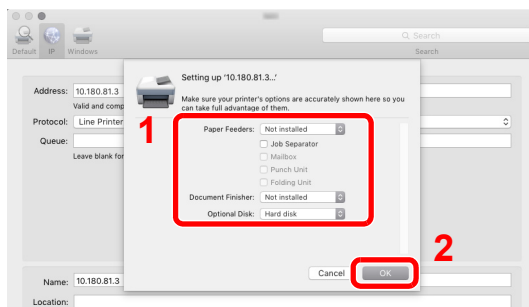 Q Search
Default IP Windows
Search
Setting up '10.180.81.3...'
Make sure your printer's options are accurately shown here so you
can take full advantage of them.
Address: 10.180.81.3
Valid and comp
Protocol: Line Printer
Queue:
Leave blank for
1
Paper Feeders: Not installed
Job Separator
Mailbox
Punch Unit
Folding Unit
Document Finisher: Not installed
Optional Disk: Hard disk
2
Cancel OK
Name: 10.180.81.3
Location: